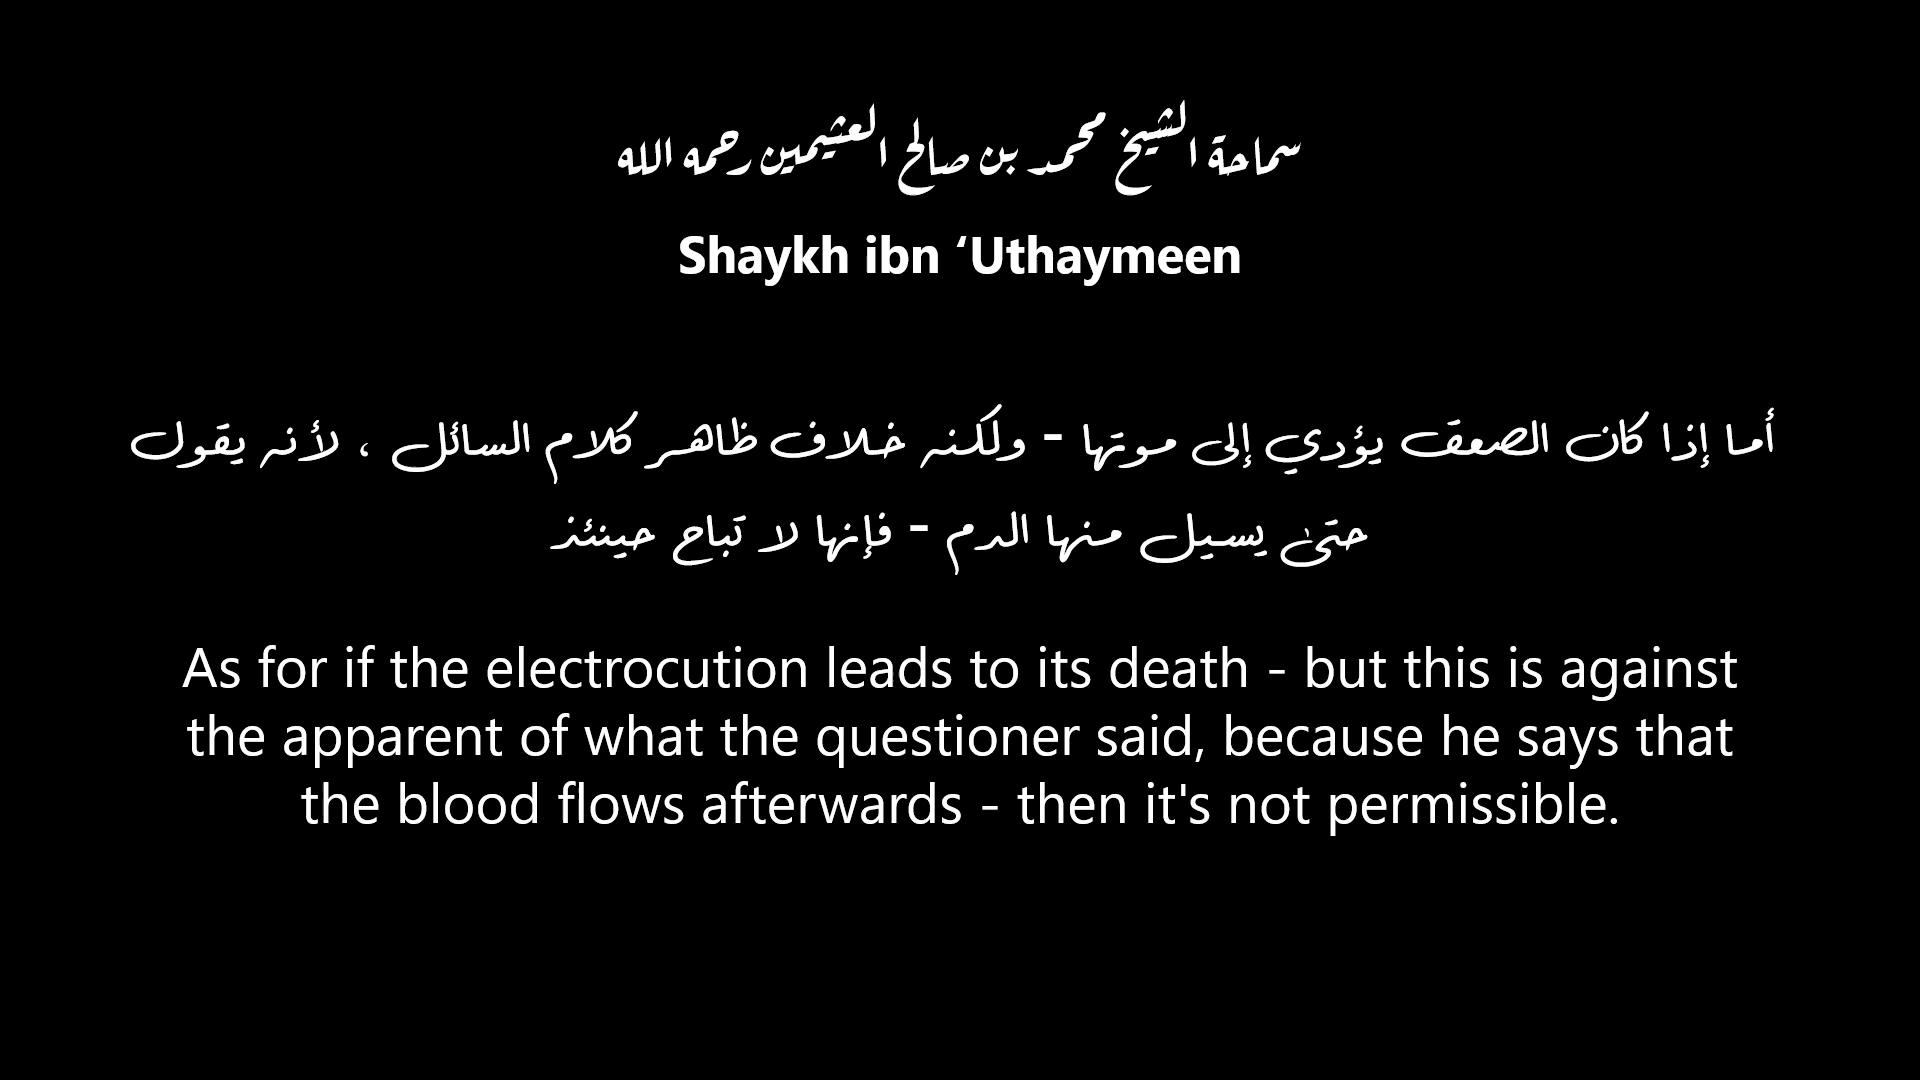 سماحة الشيخ محمد بن صالح العثيمين رحمه الله
Shaykh ibn ‘Uthaymeen
أما إذا كان الصعق يؤدي إلى موتها - ولكنه خلاف ظاهر كلام السائل ، لأنه يقول
حتىٰ يسيل منها الدم - فإنها لا تباح حينئذ
As for if the electrocution leads to its death - but this is against
the apparent of what the questioner said, because he says that
the blood flows afterwards - then it's not permissible.